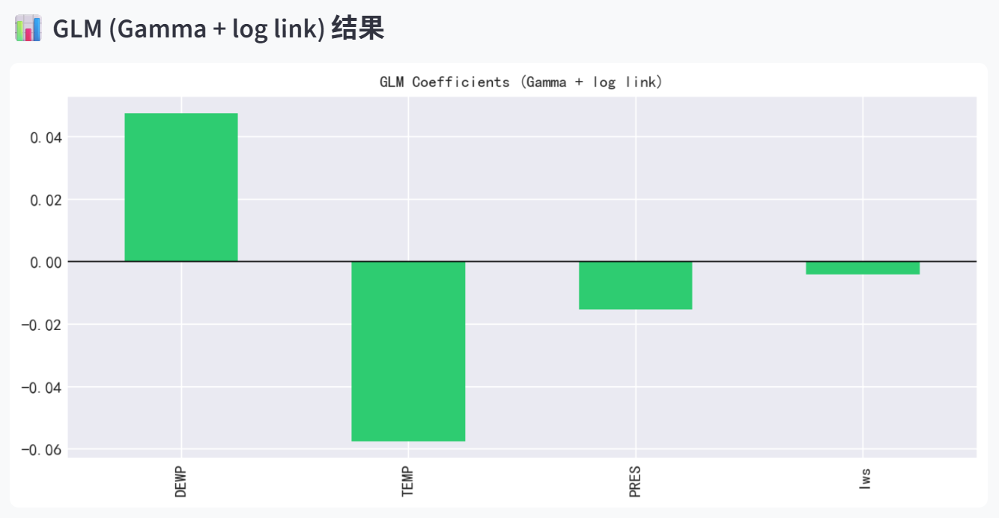 GLM (Gamma + log link) 结果
GLM Coefficients (Gamma + log link)
0.04
0.02
0.00
−0.02
−0.04
−0.06
DEWP
TEMP
PRES
Iws